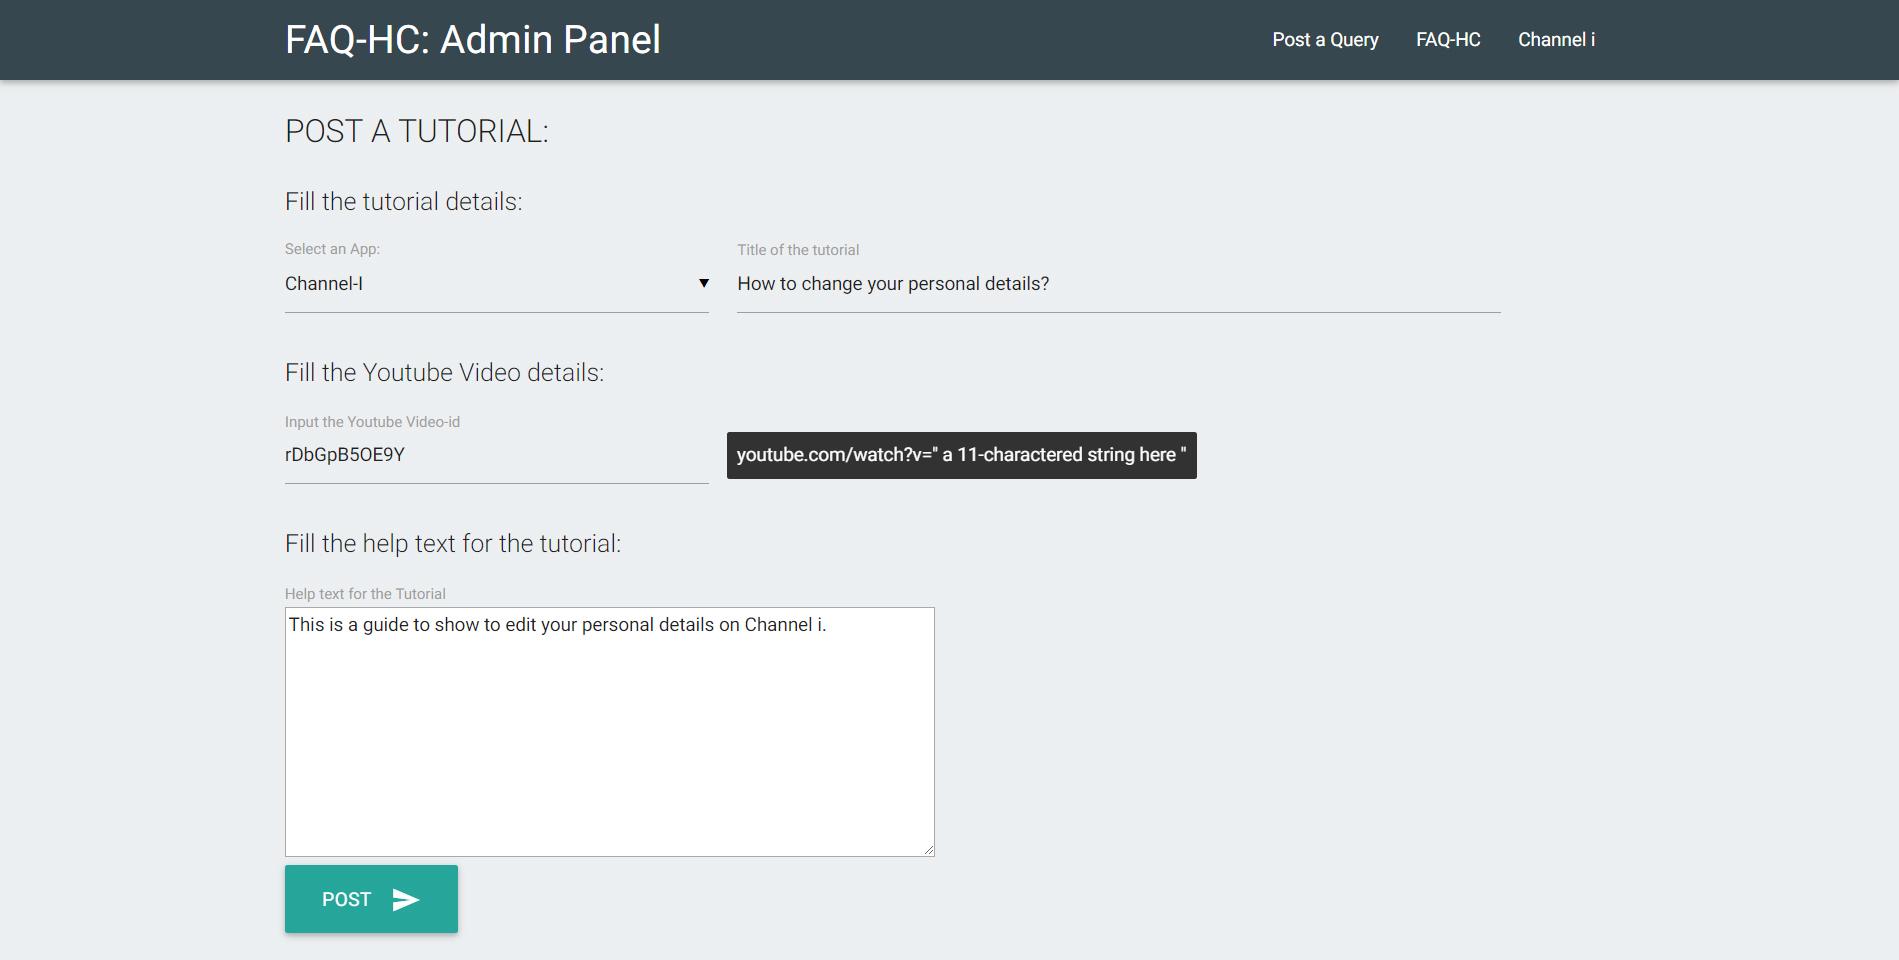 FAQ-HC: Admin Panel
Post a Query
FAQ-HC
Channel i
POST A TUTORIAL:
Fill the tutorial details:
Select an App:
Title of the tutorial
Channel-I
How to change your personal details?
Fill the Youtube Video details:
Input the Youtube Video-id
rDbGpB5OE9Y
youtube.com/watch?v=" a 11-charactered string here "
Fill the help text for the tutorial:
Help text for the Tutorial
This is a guide to show to edit your personal details on Channel i.
POST